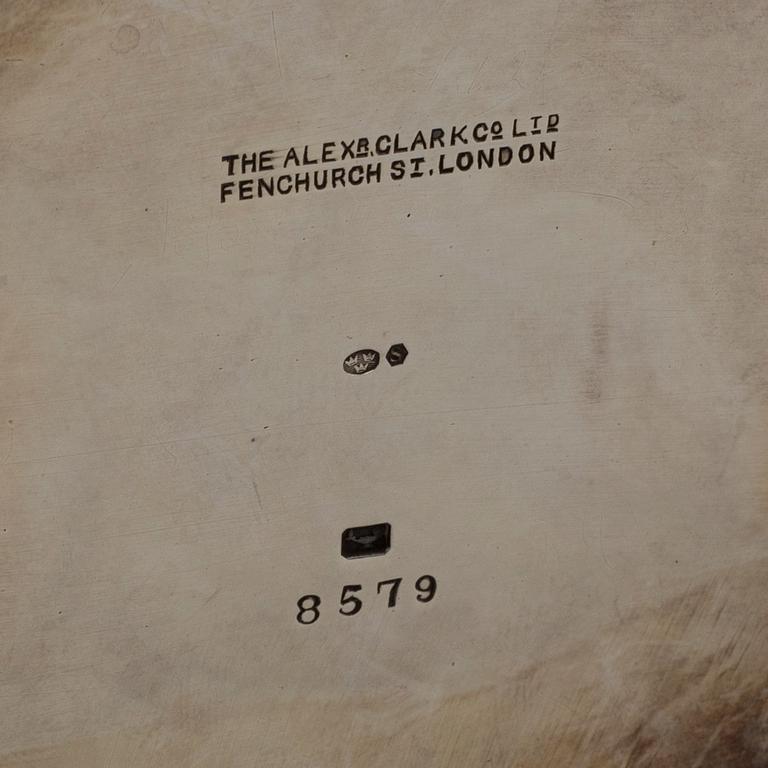 THE ALEXR. CLARK CO LTD
FENCHURCH ST. LONDON
S
8579